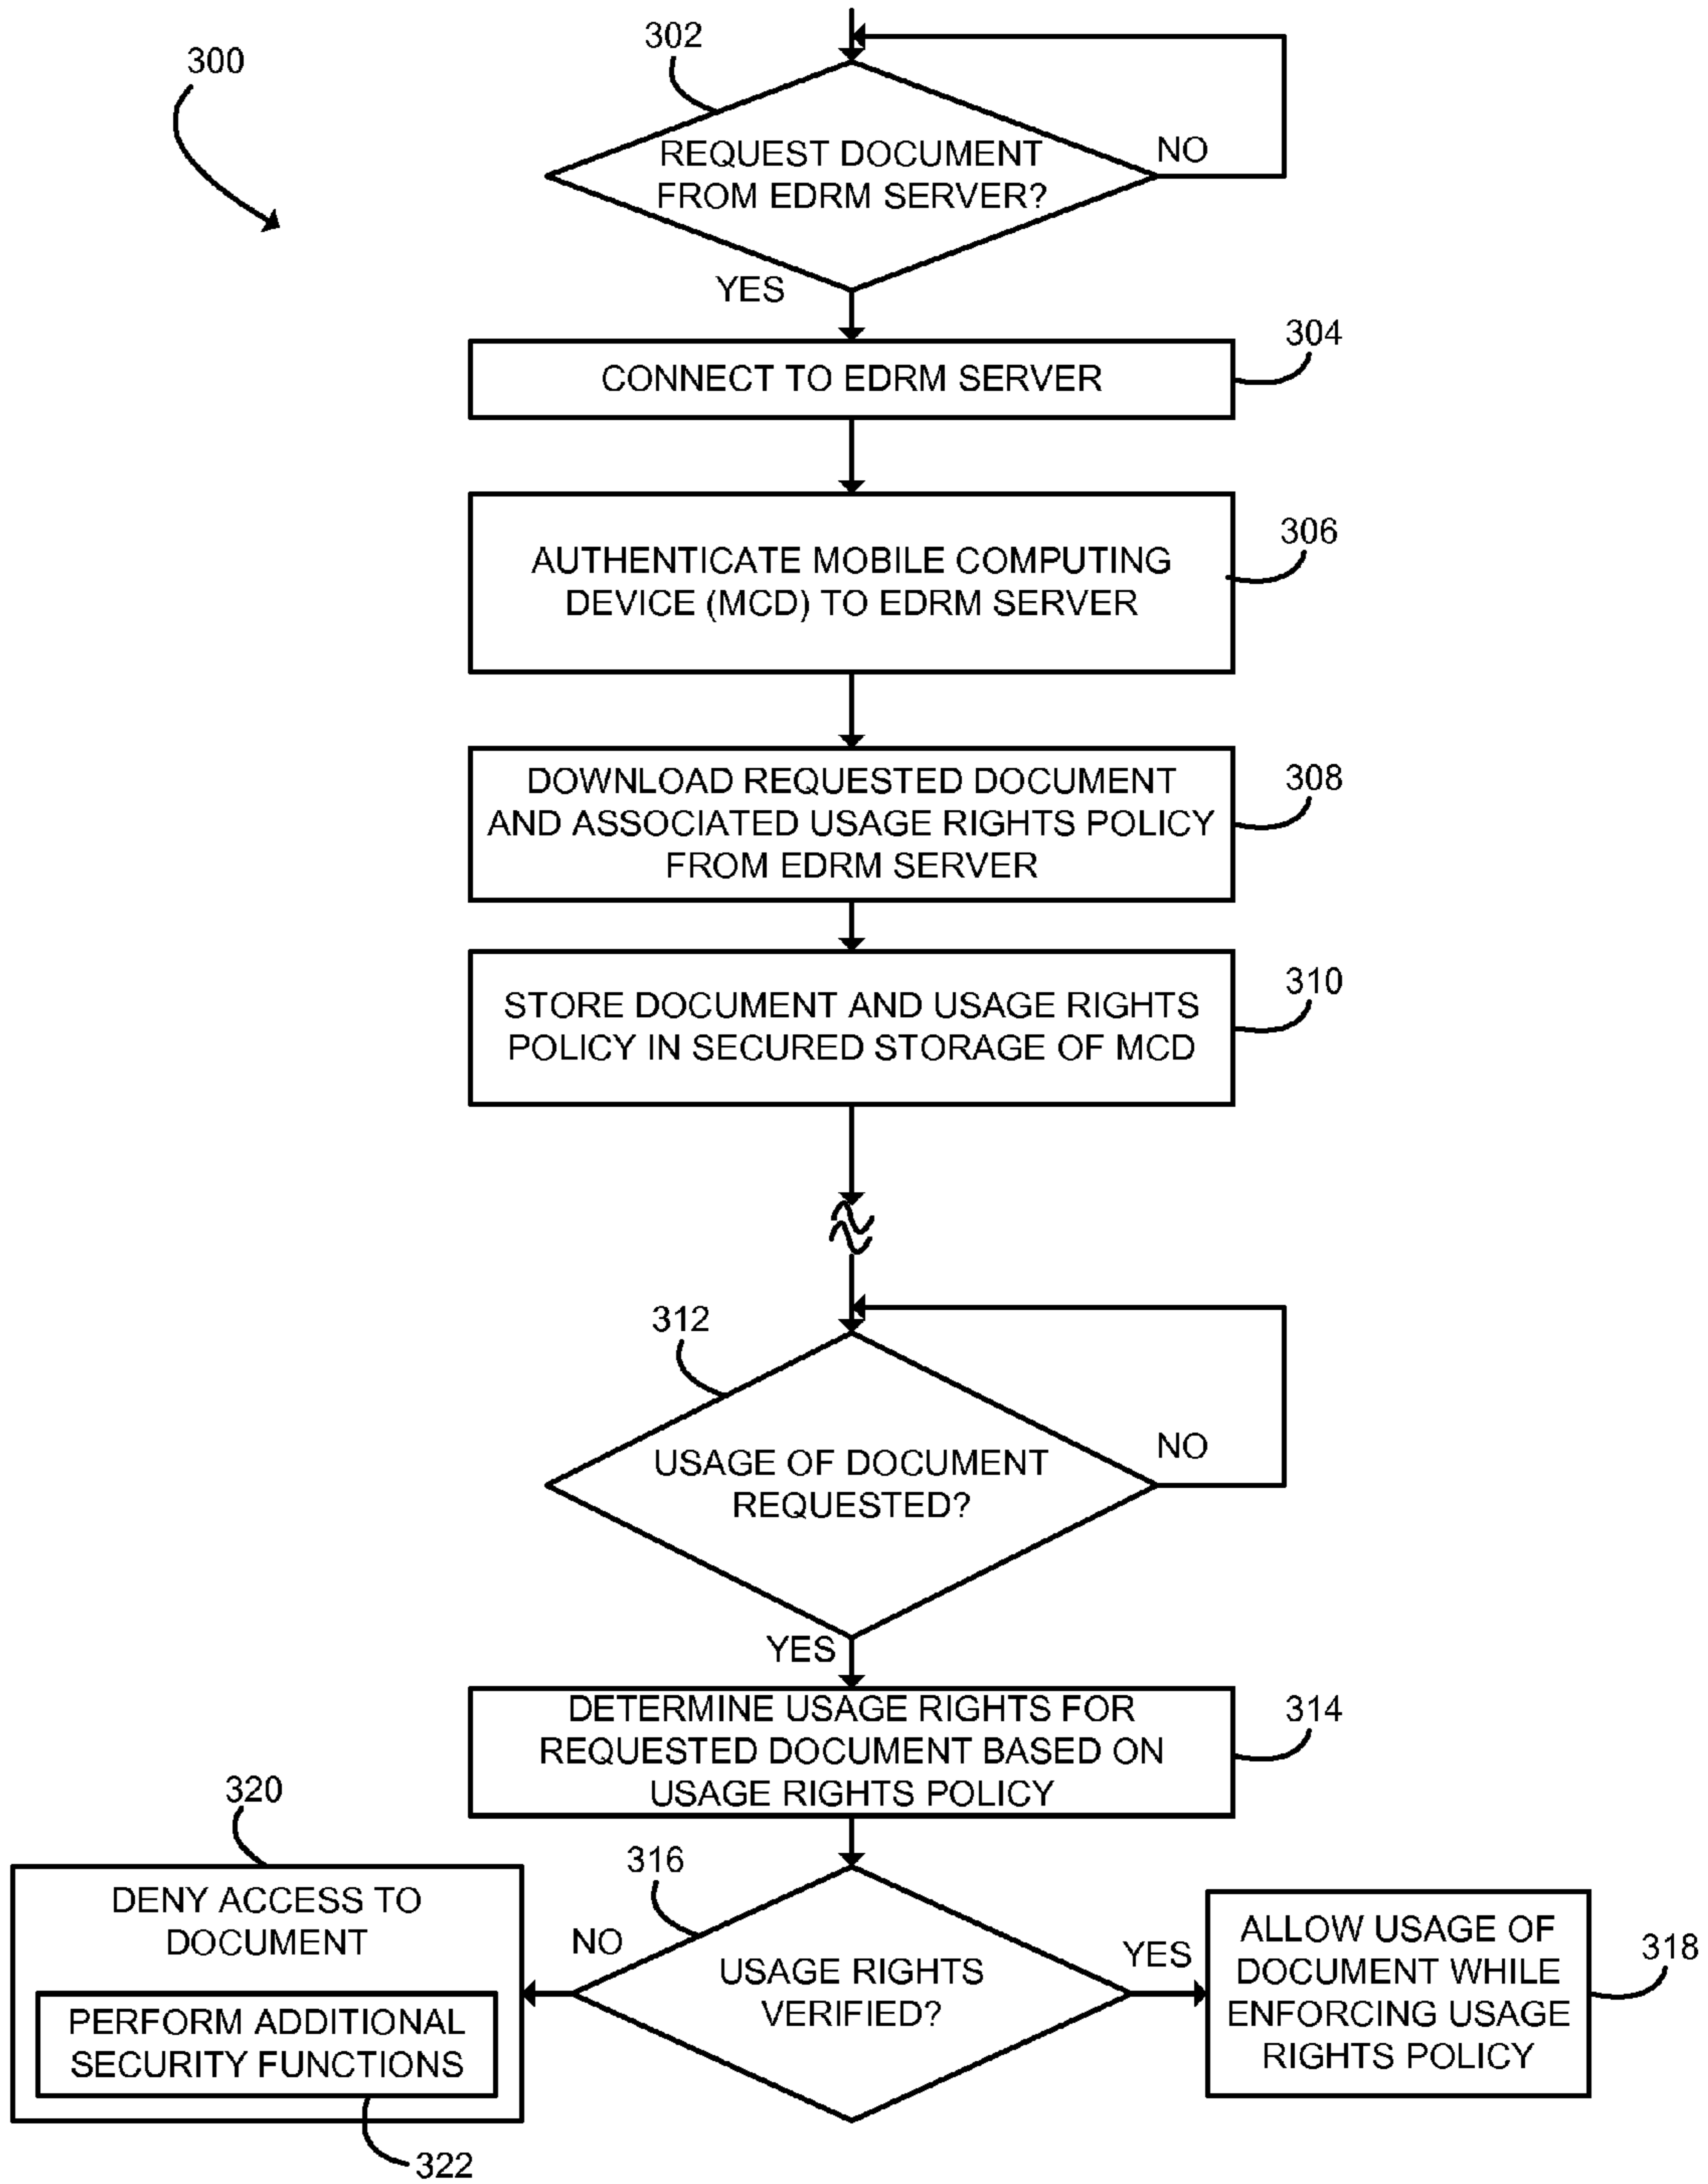 302
300
REQUEST DOCUMENT
FROM EDRM SERVER?
NO
YES
304
CONNECT TO EDRM SERVER
306
AUTHENTICATE MOBILE COMPUTING
DEVICE (MCD) TO EDRM SERVER
308
DOWNLOAD REQUESTED DOCUMENT
AND ASSOCIATED USAGE RIGHTS POLICY
FROM EDRM SERVER
310
STORE DOCUMENT AND USAGE RIGHTS
POLICY IN SECURED STORAGE OF MCD
312
USAGE OF DOCUMENT
REQUESTED?
NO
YES
314
DETERMINE USAGE RIGHTS FOR
REQUESTED DOCUMENT BASED ON
USAGE RIGHTS POLICY
320
316
DENY ACCESS TO
DOCUMENT
NO
USAGE RIGHTS
VERIFIED?
YES
ALLOW USAGE OF
DOCUMENT WHILE
ENFORCING USAGE
RIGHTS POLICY
318
PERFORM ADDITIONAL
SECURITY FUNCTIONS
322